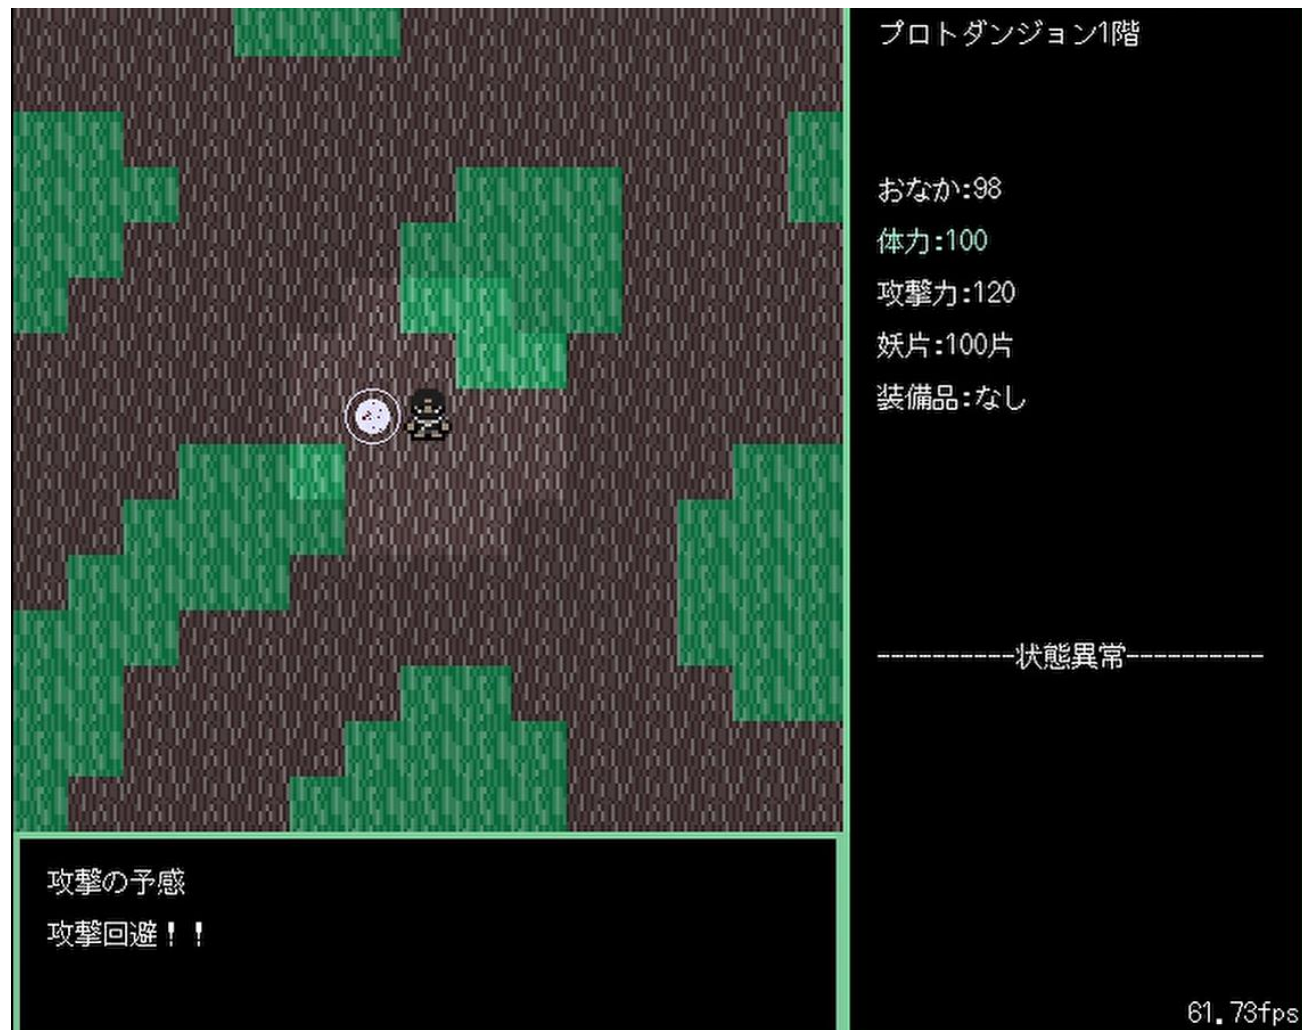 プロトダンジョン1階
おなか:98
体力:100
攻撃力:120
妖片:100片
装備品:なし
----------状態異常----------
攻撃の予感
攻撃回避！！
61.73fps